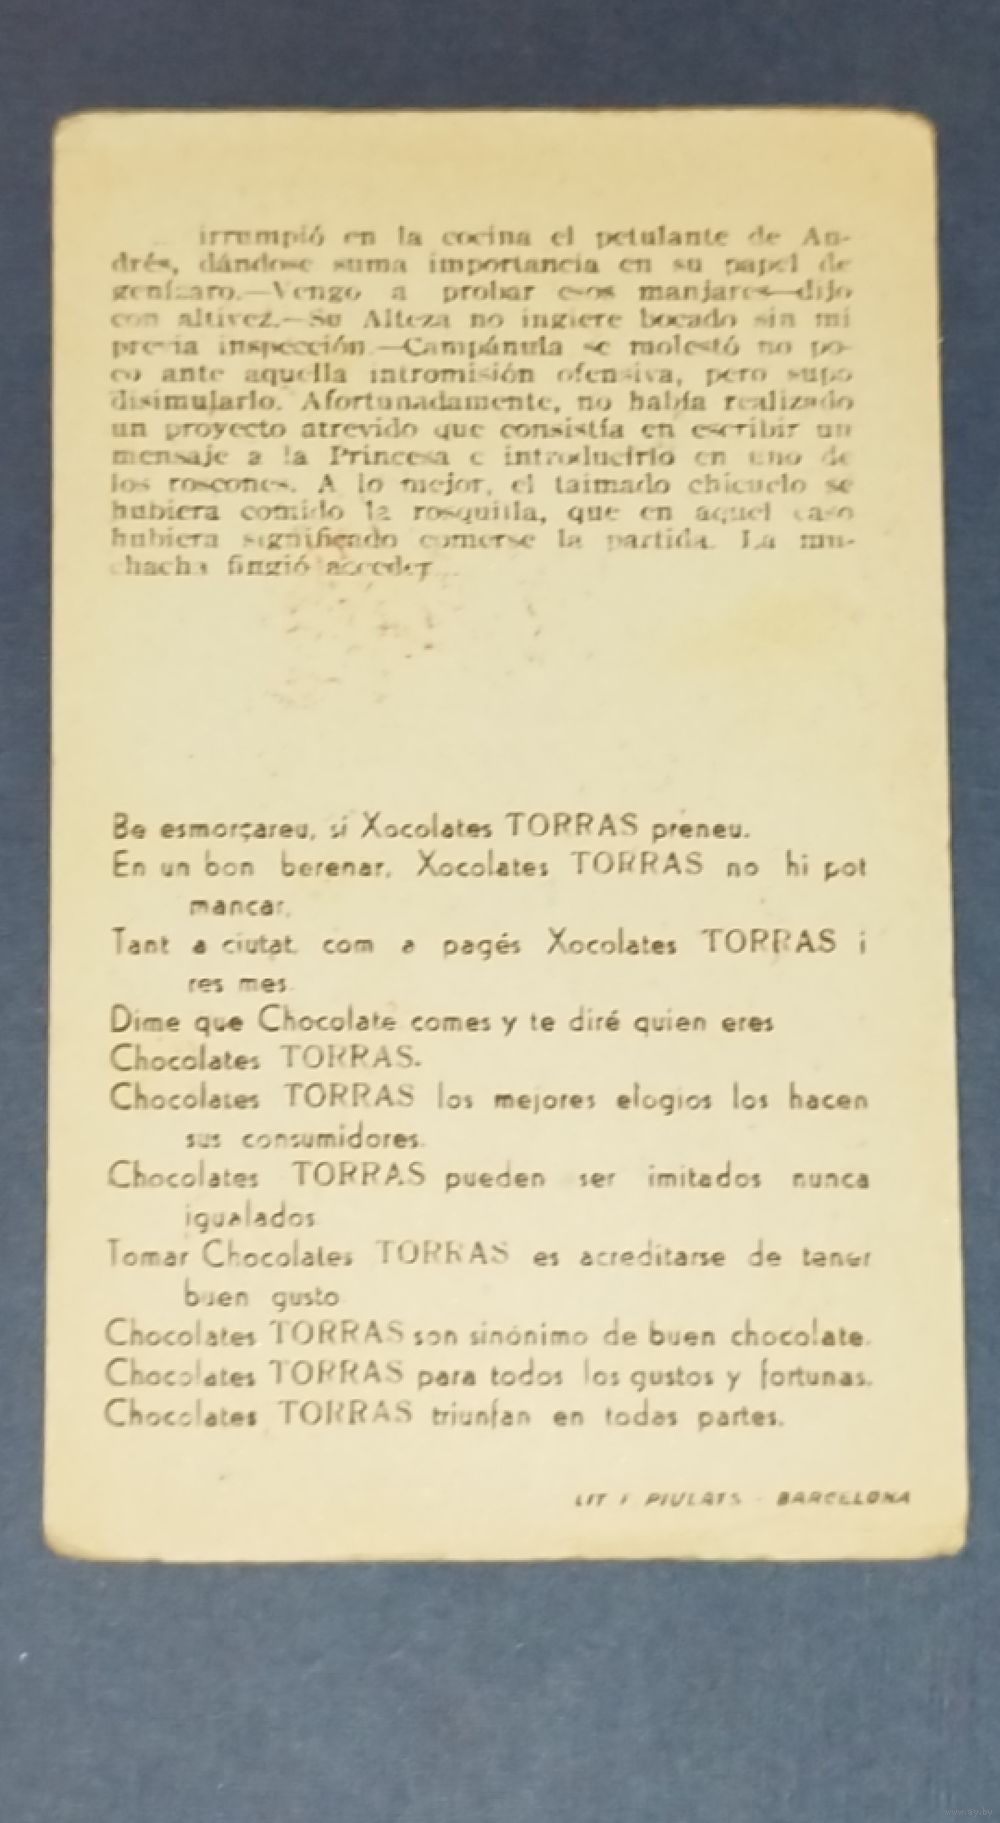 irrumpió en la cocina el petulante de An-
drés, dándose suma importancia en su papel de
genízaro.—Vengo a probar esos manjares—dijo
con altivez.—Su Alteza no ingiere bocado sin mi
previa inspección.—Campánula se molestó no po-
co ante aquella intromisión ofensiva, pero supo
disimularlo. Afortunadamente, no había realizado
un proyecto atrevido que consistía en escribir un
mensaje a la Princesa e introducirlo en uno de
los roscones. A lo mejor, el taimado chicuelo se
hubiera comido la rosquilla, que en aquel caso
hubiera significado comerse la partida. La mu-
chacha fingió acceder...
Be esmorçareu, si Xocolates TORRAS preneu.
En un bon berenar, Xocolates TORRAS no hi pot
mancar.
Tant a ciutat com a pagés Xocolates TORRAS i
res mes.
Dime que Chocolate comes y te diré quien eres
Chocolates TORRAS.
Chocolates TORRAS los mejores elogios los hacen
sus consumidores.
Chocolates TORRAS pueden ser imitados nunca
igualados
Tomar Chocolates TORRAS es acreditarse de tener
buen gusto
Chocolates TORRAS son sinónimo de buen chocolate.
Chocolates TORRAS para todos los gustos y fortunas.
Chocolates TORRAS triunfan en todas partes.
LIT PIULATS - BARCELONA
www.ay.by